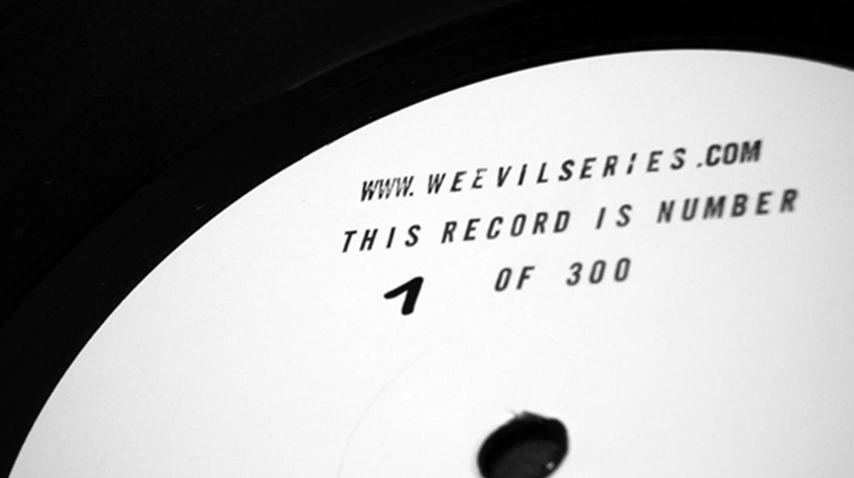 WWW.WEEVILSERIES.COM
THIS RECORD IS NUMBER
1 OF 300